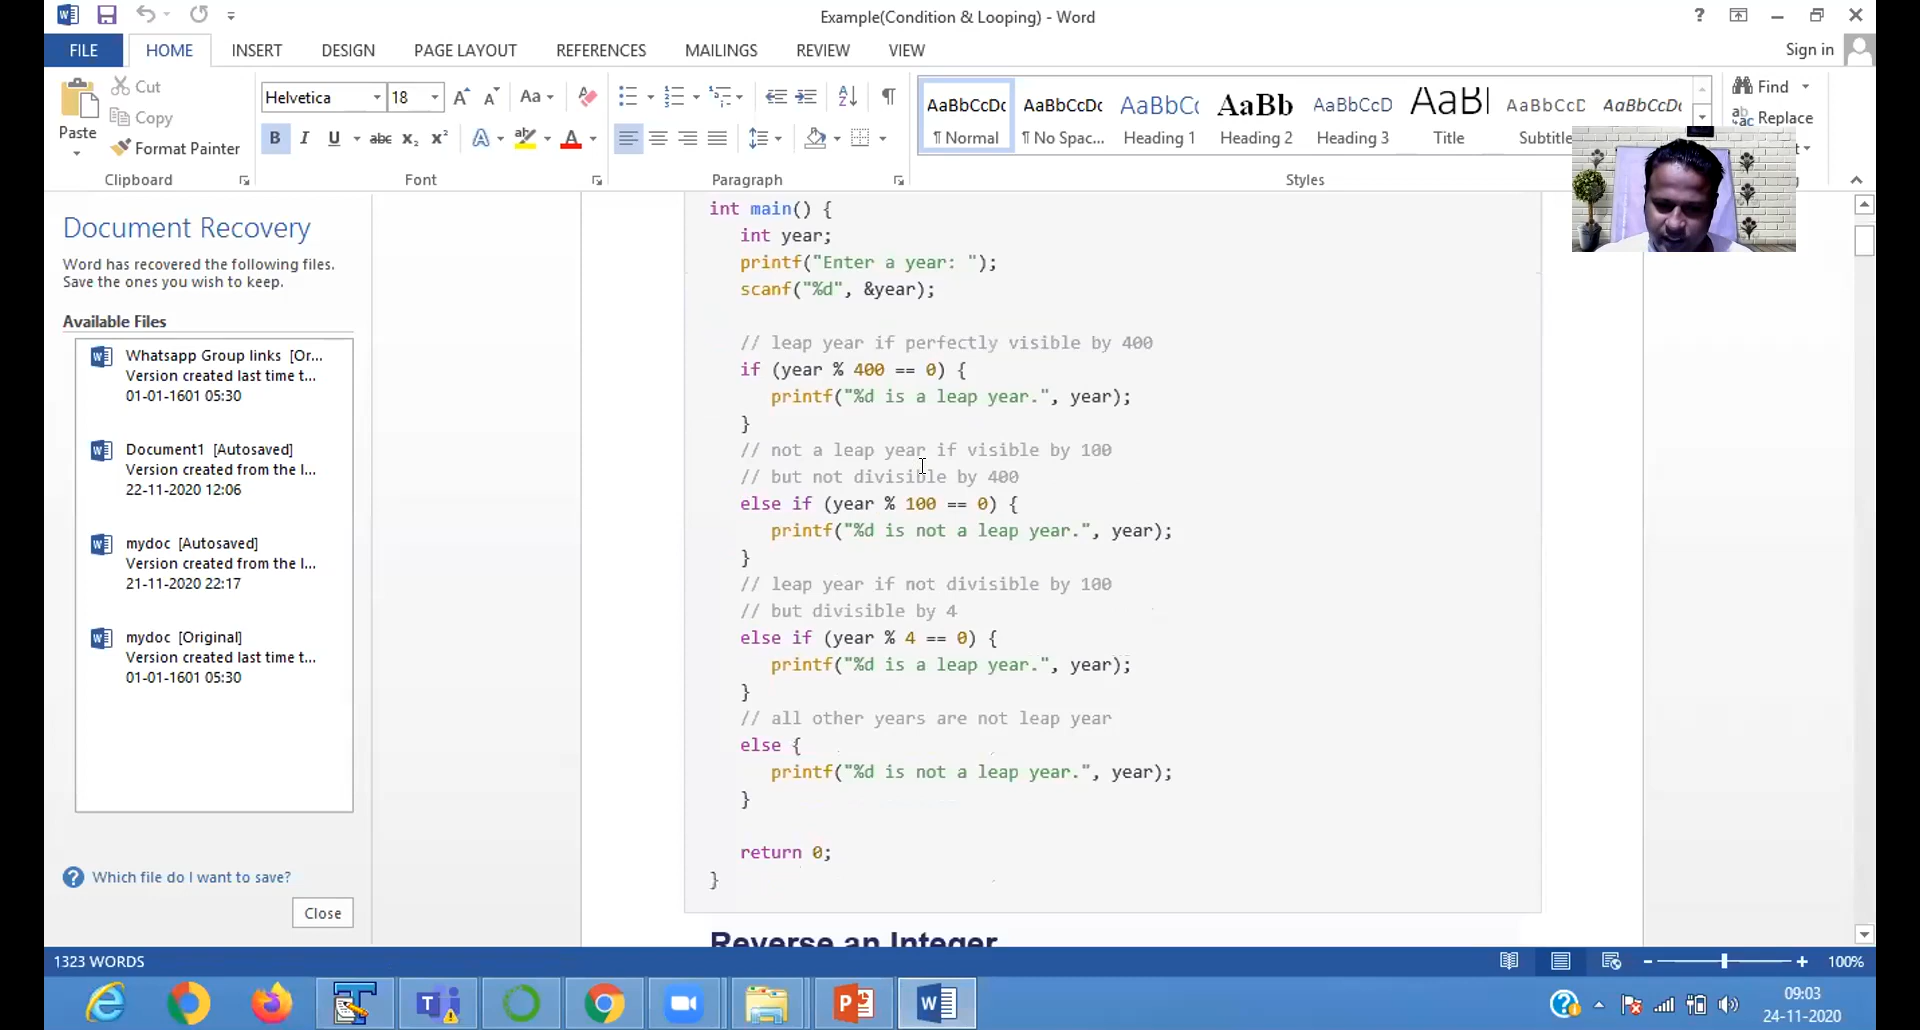 Example(Condition & Looping) - Word
?
FILE HOME INSERT DESIGN PAGE LAYOUT REFERENCES MAILINGS REVIEW VIEW
Sign in
Cut
Copy
Paste
Format Painter
Clipboard
Helvetica 18
Font
Paragraph
AaBbCcDc AaBbCcDc AaBbCc AaBb AaBbCcD AaBl AaBbCcD AaBbCcDc
¶ Normal ¶ No Spac... Heading 1 Heading 2 Heading 3 Title Subtitle
Styles
Find
Replace
Document Recovery
Word has recovered the following files.
Save the ones you wish to keep.
Available Files
Whatsapp Group links [Or...
Version created last time t...
01-01-1601 05:30
Document1 [Autosaved]
Version created from the l...
22-11-2020 12:06
mydoc [Autosaved]
Version created from the l...
21-11-2020 22:17
mydoc [Original]
Version created last time t...
01-01-1601 05:30
Which file do I want to save?
Close
int main() {
int year;
printf("Enter a year: ");
scanf("%d", &year);
// leap year if perfectly visible by 400
if (year % 400 == 0) {
printf("%d is a leap year.", year);
}
// not a leap year if visible by 100
// but not divisible by 400
else if (year % 100 == 0) {
printf("%d is not a leap year.", year);
}
// leap year if not divisible by 100
// but divisible by 4
else if (year % 4 == 0) {
printf("%d is a leap year.", year);
}
// all other years are not leap year
else {
printf("%d is not a leap year.", year);
}
return 0;
}
Reverse an Integer
1323 WORDS
100%
09:03
24-11-2020